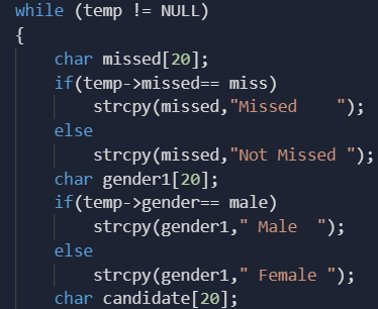 while (temp != NULL)
{
    char missed[20];
    if(temp->missed== miss)
        strcpy(missed,"Missed    ");
    else
        strcpy(missed,"Not Missed ");
    char gender1[20];
    if(temp->gender== male)
        strcpy(gender1," Male  ");
    else
        strcpy(gender1," Female ");
    char candidate[20];